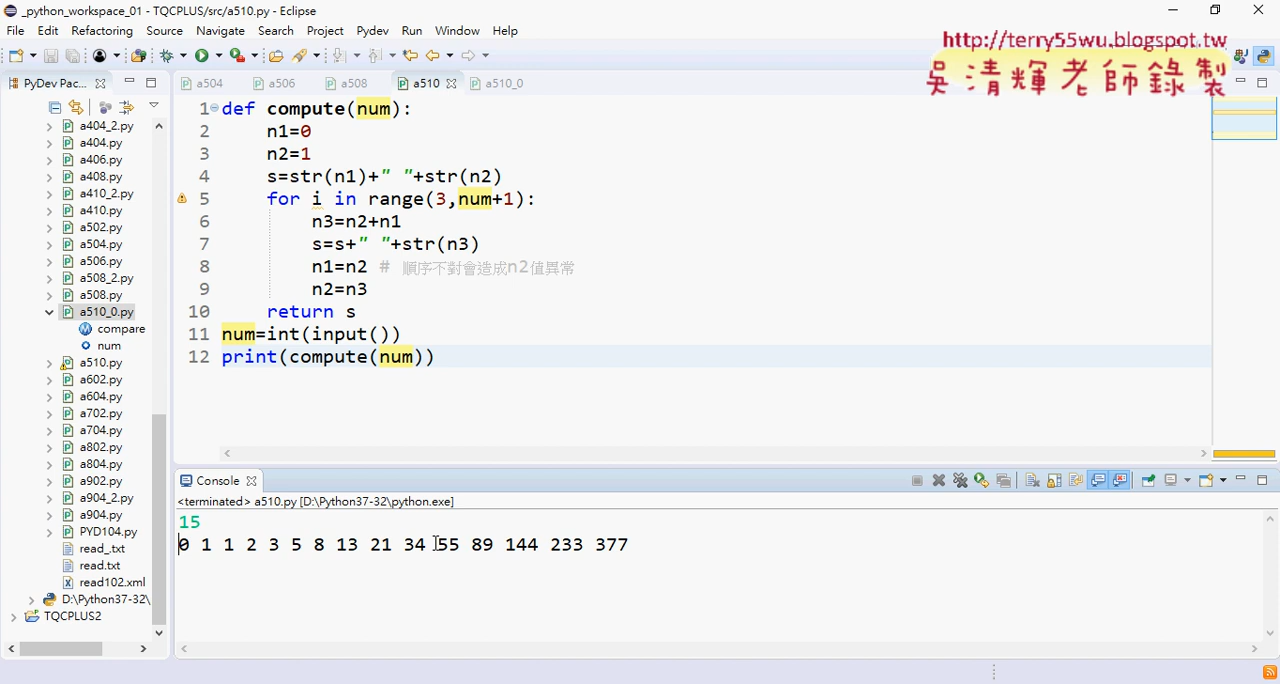 _python_workspace_01 - TQCPLUS/src/a510.py - Eclipse
File Edit Refactoring Source Navigate Search Project Pydev Run Window Help
http://terry55wu.blogspot.tw
吳清輝老師錄製
PyDev Pac...
a504 a506 a508 a510 a510_0
a404_2.py
a404.py
a406.py
a408.py
a410_2.py
a410.py
a502.py
a504.py
a506.py
a508_2.py
a508.py
a510_0.py
compare
num
a510.py
a602.py
a604.py
a702.py
a704.py
a802.py
a804.py
a902.py
a904_2.py
a904.py
PYD104.py
read_.txt
read.txt
read102.xml
D:\Python37-32\
TQCPLUS2
1 def compute(num):
2 n1=0
3 n2=1
4 s=str(n1)+" "+str(n2)
5 for i in range(3,num+1):
6 n3=n2+n1
7 s=s+" "+str(n3)
8 n1=n2 # 順序不對會造成n2值異常
9 n2=n3
10 return s
11 num=int(input())
12 print(compute(num))
Console
<terminated> a510.py [D:\Python37-32\python.exe]
15
0 1 1 2 3 5 8 13 21 34 55 89 144 233 377